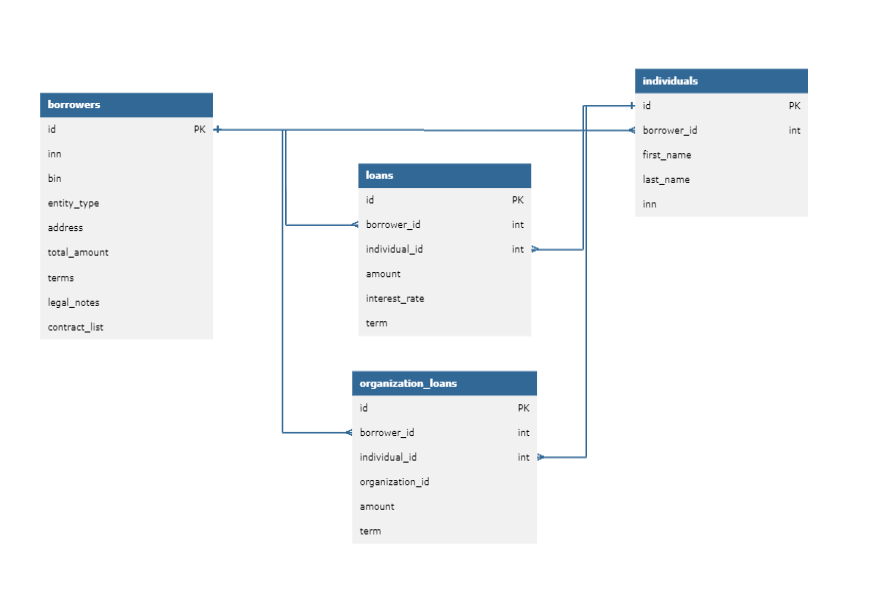 borrowers
id PK
inn
bin
entity_type
address
total_amount
terms
legal_notes
contract_list
loans
id PK
borrower_id int
individual_id int
amount
interest_rate
term
organization_loans
id PK
borrower_id int
individual_id int
organization_id
amount
term
individuals
id PK
borrower_id int
first_name
last_name
inn